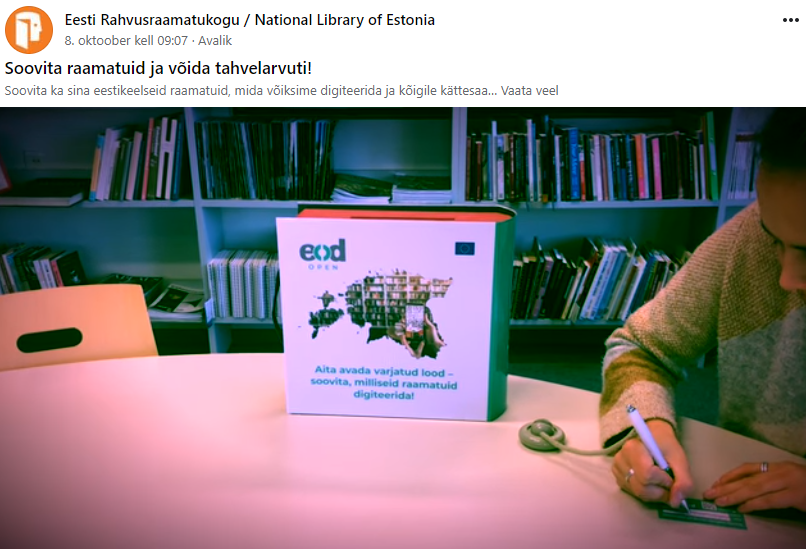 Eesti Rahvusraamatukogu / National Library of Estonia
8. oktoober kell 09:07 · Avalik
Soovita raamatuid ja võida tahvelarvuti!
Soovita ka sina eestikeelseid raamatuid, mida võiksime digiteerida ja kõigile kättesaa... Vaata veel
eod
OPEN
Aita avada varjatud lood –
soovita, milliseid raamatuid
digiteerida!